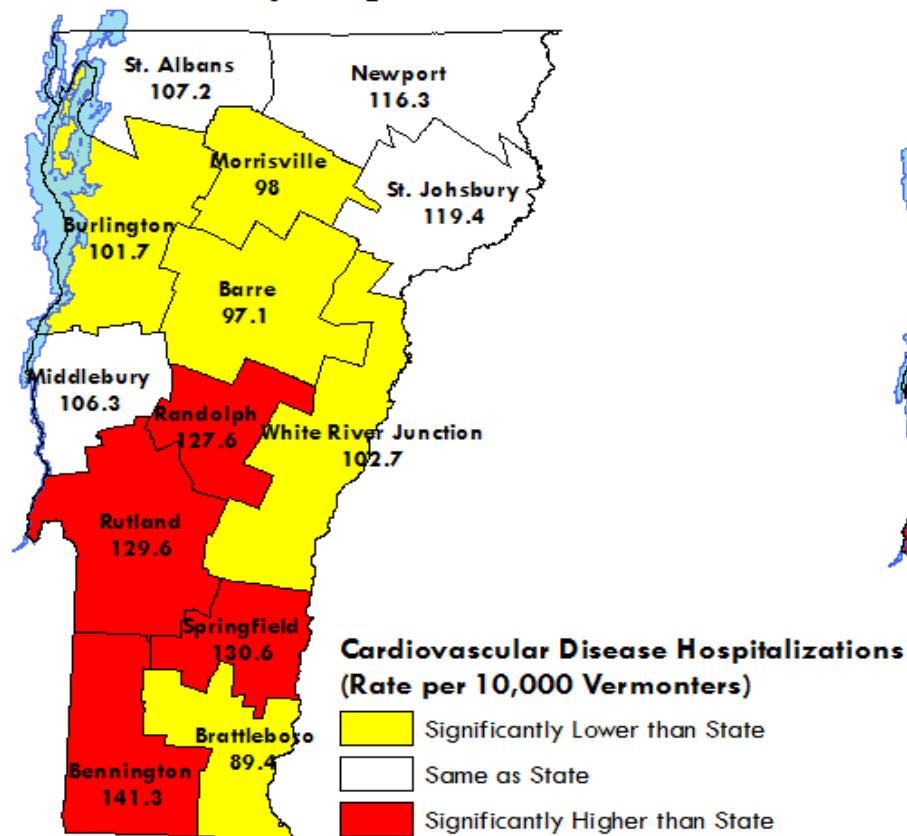 St. Albans
107.2
Newport
116.3
Morrisville
98
St. Johsbury
119.4
Burlington
101.7
Barre
97.1
Middlebury
106.3
Randolph
127.6
White River Junction
102.7
Rutland
129.6
Springfield
130.6
Brattleboro
89.4
Bennington
141.3
Cardiovascular Disease Hospitalizations
(Rate per 10,000 Vermonters)
Significantly Lower than State
Same as State
Significantly Higher than State